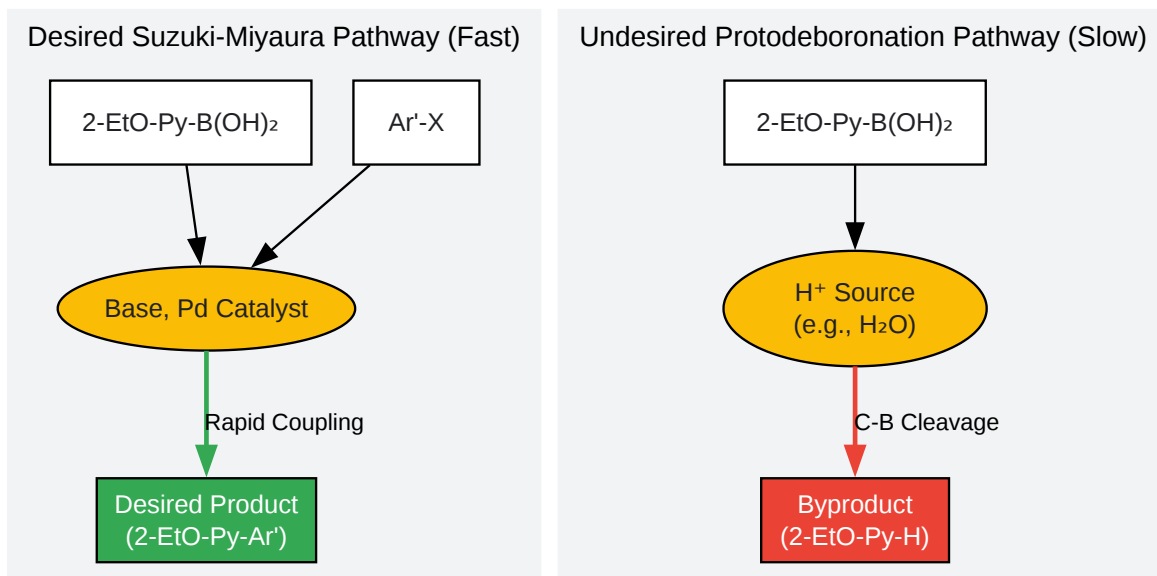 Desired Suzuki-Miyaura Pathway (Fast)
2-EtO-Py-B(OH)₂
Ar'-X
Base, Pd Catalyst
Rapid Coupling
Desired Product
(2-EtO-Py-Ar')
Undesired Protodeboronation Pathway (Slow)
2-EtO-Py-B(OH)₂
H⁺ Source
(e.g., H₂O)
C-B Cleavage
Byproduct
(2-EtO-Py-H)